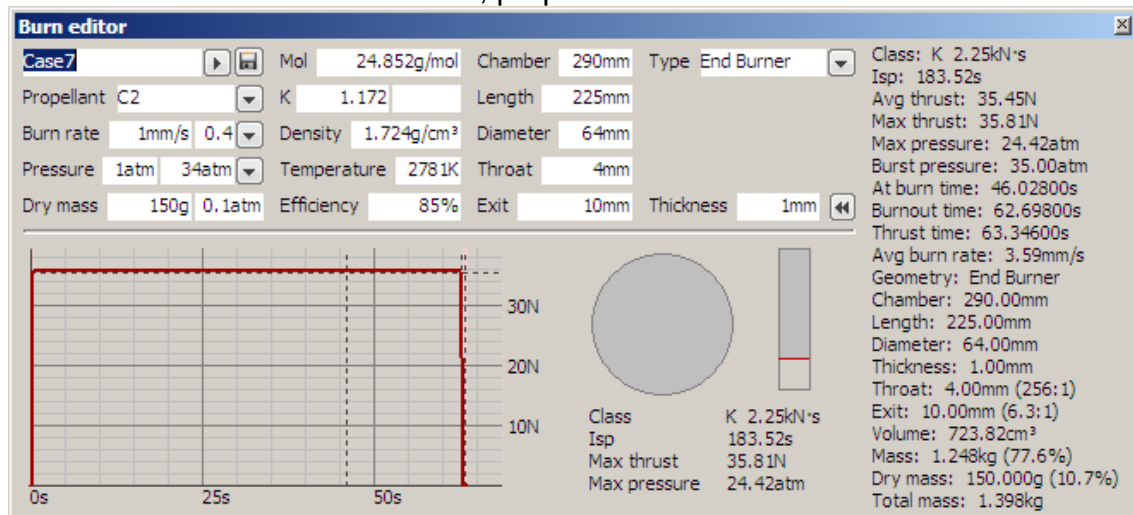 Burn editor
Case7 Mol 24.852g/mol Chamber 290mm Type End Burner
Propellant C2 K 1.172 Length 225mm
Burn rate 1mm/s 0.4 Density 1.724g/cm³ Diameter 64mm
Pressure 1atm 34atm Temperature 2781K Throat 4mm
Dry mass 150g 0.1atm Efficiency 85% Exit 10mm Thickness 1mm
30N
20N
10N
0s 25s 50s
Class K 2.25kN·s
Isp 183.52s
Max thrust 35.81N
Max pressure 24.42atm
Class: K 2.25kN·s
Isp: 183.52s
Avg thrust: 35.45N
Max thrust: 35.81N
Max pressure: 24.42atm
Burst pressure: 35.00atm
At burn time: 46.02800s
Burnout time: 62.69800s
Thrust time: 63.34600s
Avg burn rate: 3.59mm/s
Geometry: End Burner
Chamber: 290.00mm
Length: 225.00mm
Diameter: 64.00mm
Thickness: 1.00mm
Throat: 4.00mm (256:1)
Exit: 10.00mm (6.3:1)
Volume: 723.82cm³
Mass: 1.248kg (77.6%)
Dry mass: 150.000g (10.7%)
Total mass: 1.398kg